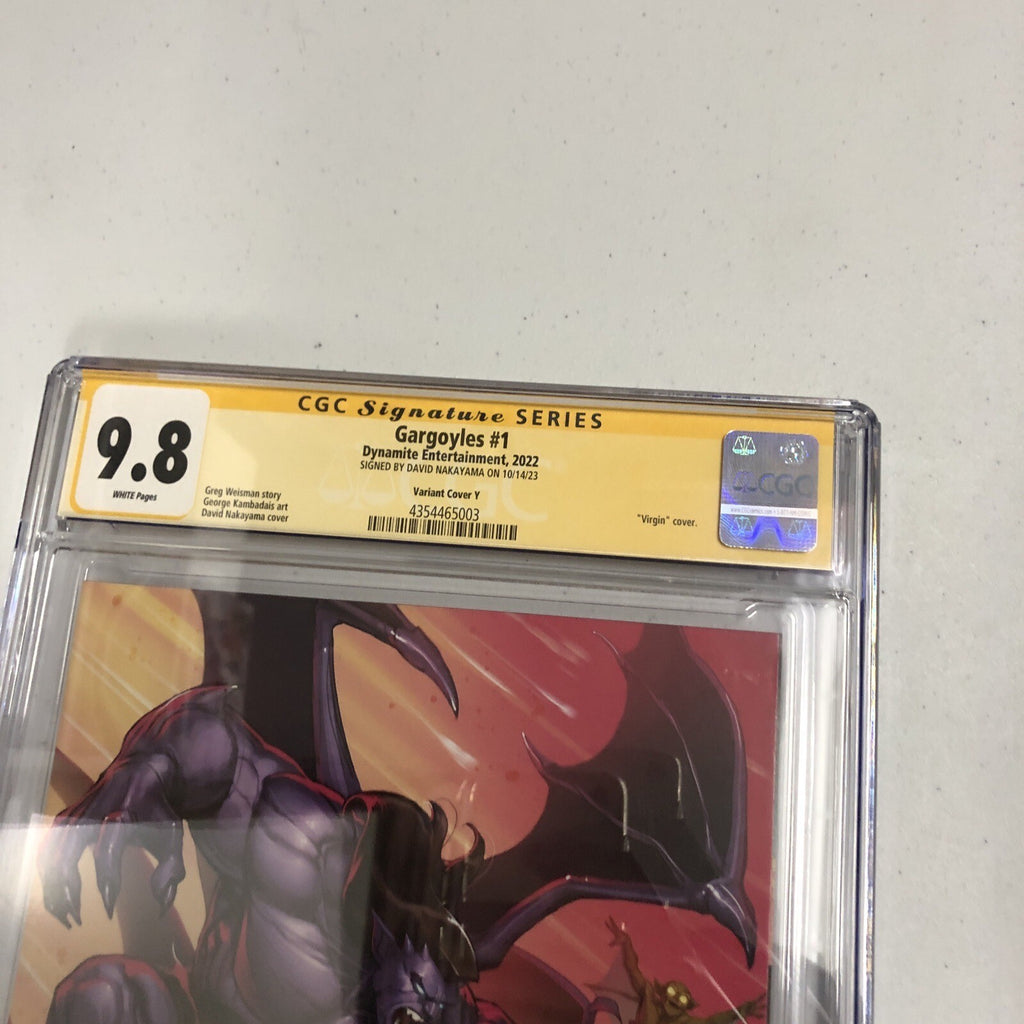 CGC Signature SERIES
9.8
WHITE Pages
Gargoyles #1
Dynamite Entertainment, 2022
SIGNED BY DAVID NAKAYAMA ON 10/14/23
Variant Cover Y
4354465003
Greg Weisman story
George Kambadais art
David Nakayama cover
"Virgin" cover.
CGC
CGC